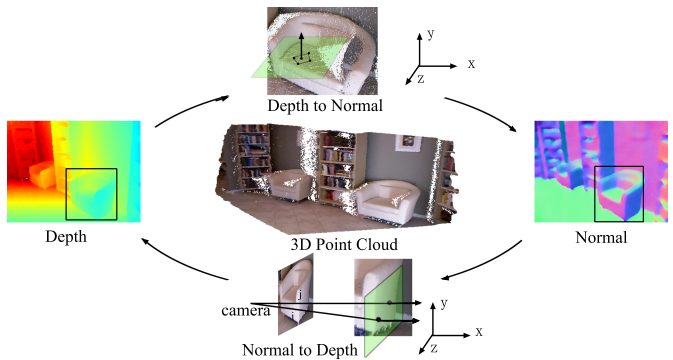 y
x
z
Depth to Normal
Depth
3D Point Cloud
Normal
j
i
camera
y
x
z
Normal to Depth